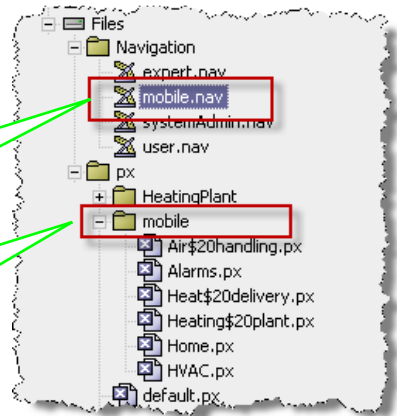 Files
Navigation
expert.nav
mobile.nav
systemAdmin.nav
user.nav
px
HeatingPlant
mobile
Air$20handling.px
Alarms.px
Heat$20delivery.px
Heating$20plant.px
Home.px
HVAC.px
default.px